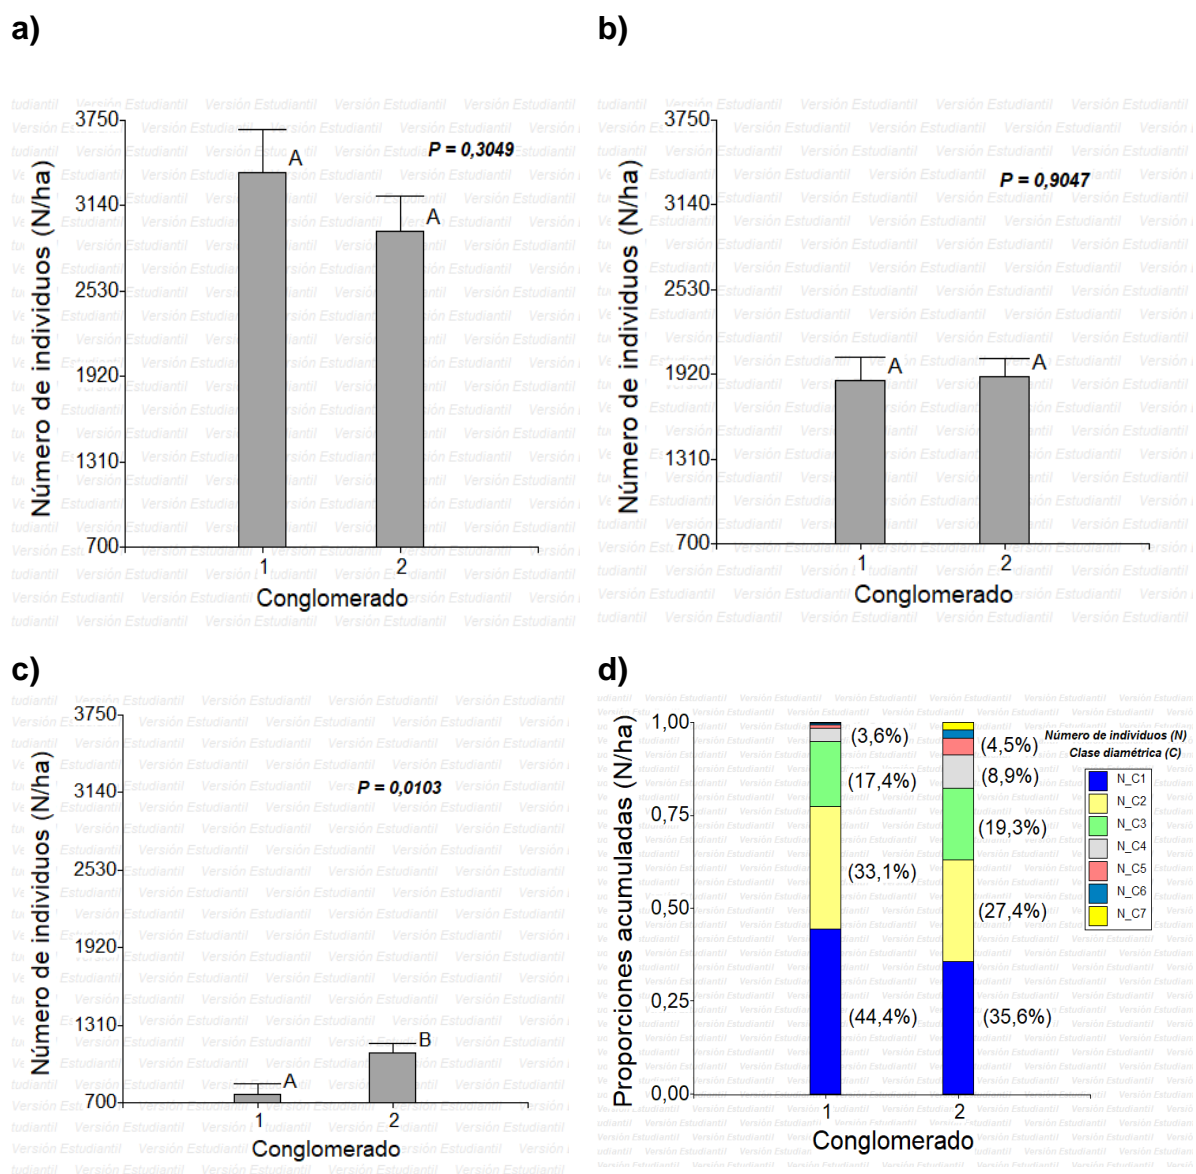 a)
Número de individuos (N/ha)
3750
3140
2530
1920
1310
700
P = 0,3049
A
A
1
2
Conglomerado
b)
Número de individuos (N/ha)
3750
3140
2530
1920
1310
700
P = 0,9047
A
A
1
2
Conglomerado
c)
Número de individuos (N/ha)
3750
3140
2530
1920
1310
700
P = 0,0103
A
B
1
2
Conglomerado
d)
Proporciones acumuladas (N/ha)
1,00
0,75
0,50
0,25
0,00
(3,6%)
(17,4%)
(33,1%)
(44,4%)
(4,5%)
(8,9%)
(19,3%)
(27,4%)
(35,6%)
Número de individuos (N)
Clase diamétrica (C)
N_C1
N_C2
N_C3
N_C4
N_C5
N_C6
N_C7
1
2
Conglomerado
Versión Estudiantil